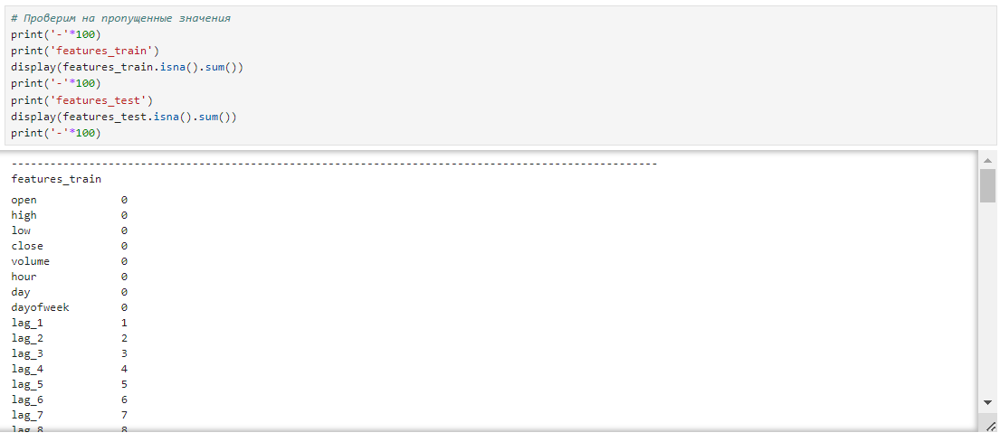 # Проверим на пропущенные значения
print('-'*100)
print('features_train')
display(features_train.isna().sum())
print('-'*100)
print('features_test')
display(features_test.isna().sum())
print('-'*100)
----------------------------------------------------------------------------------------------------
features_train
open 0
high 0
low 0
close 0
volume 0
hour 0
day 0
dayofweek 0
lag_1 1
lag_2 2
lag_3 3
lag_4 4
lag_5 5
lag_6 6
lag_7 7
lag_8 8